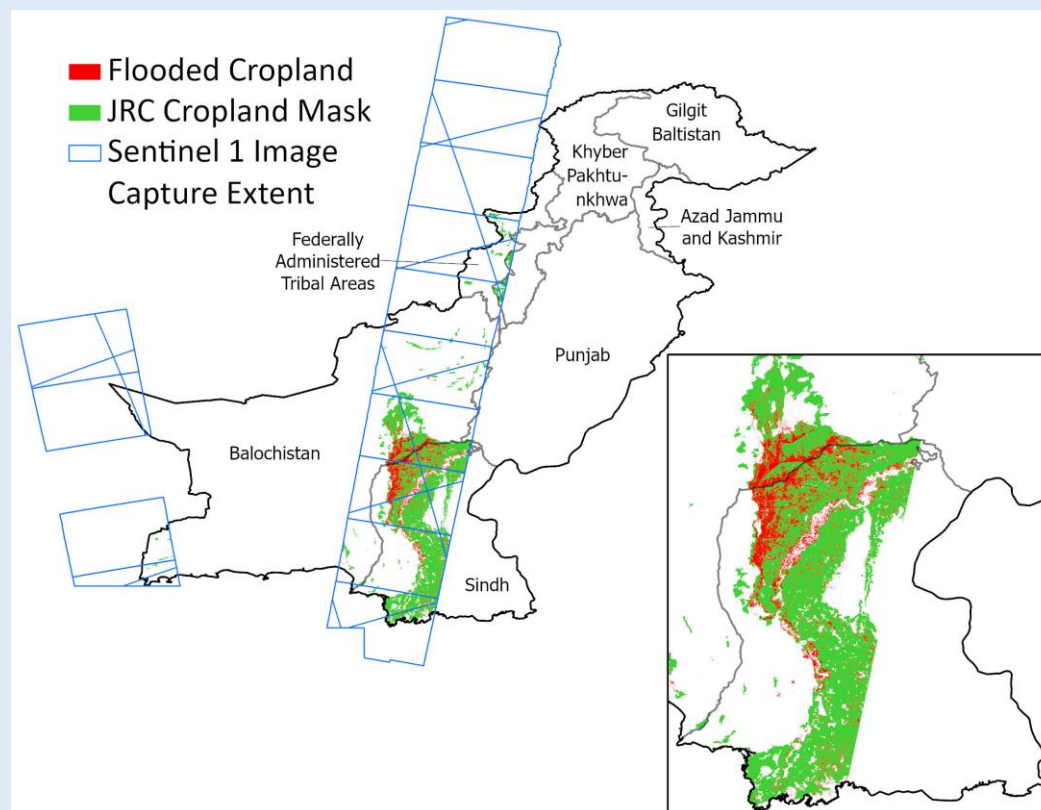 Flooded Cropland
JRC Cropland Mask
Sentinel 1 Image
Capture Extent
Gilgit
Baltistan
Khyber
Pakhtu-
nkhwa
Azad Jammu
and Kashmir
Federally
Administered
Tribal Areas
Punjab
Balochistan
Sindh